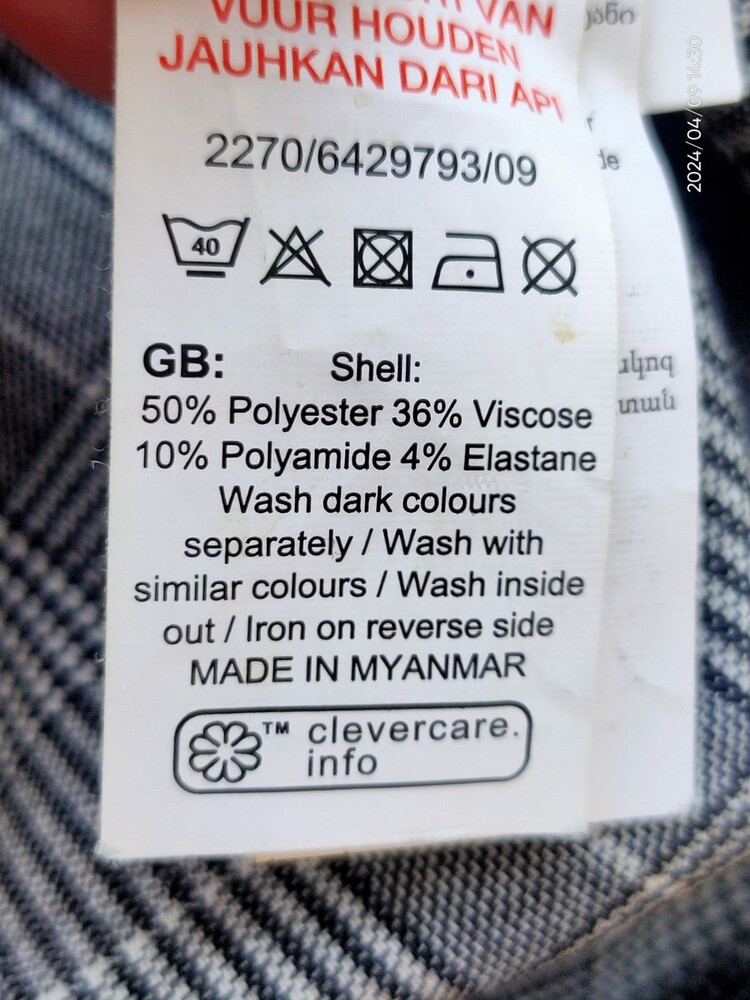 VAN
VUUR HOUDEN
JAUHKAN DARI API
2270/6429793/09
40
GB: Shell:
50% Polyester 36% Viscose
10% Polyamide 4% Elastane
Wash dark colours
separately / Wash with
similar colours / Wash inside
out / Iron on reverse side
MADE IN MYANMAR
™ clevercare.
info
2024/04/09 14:30